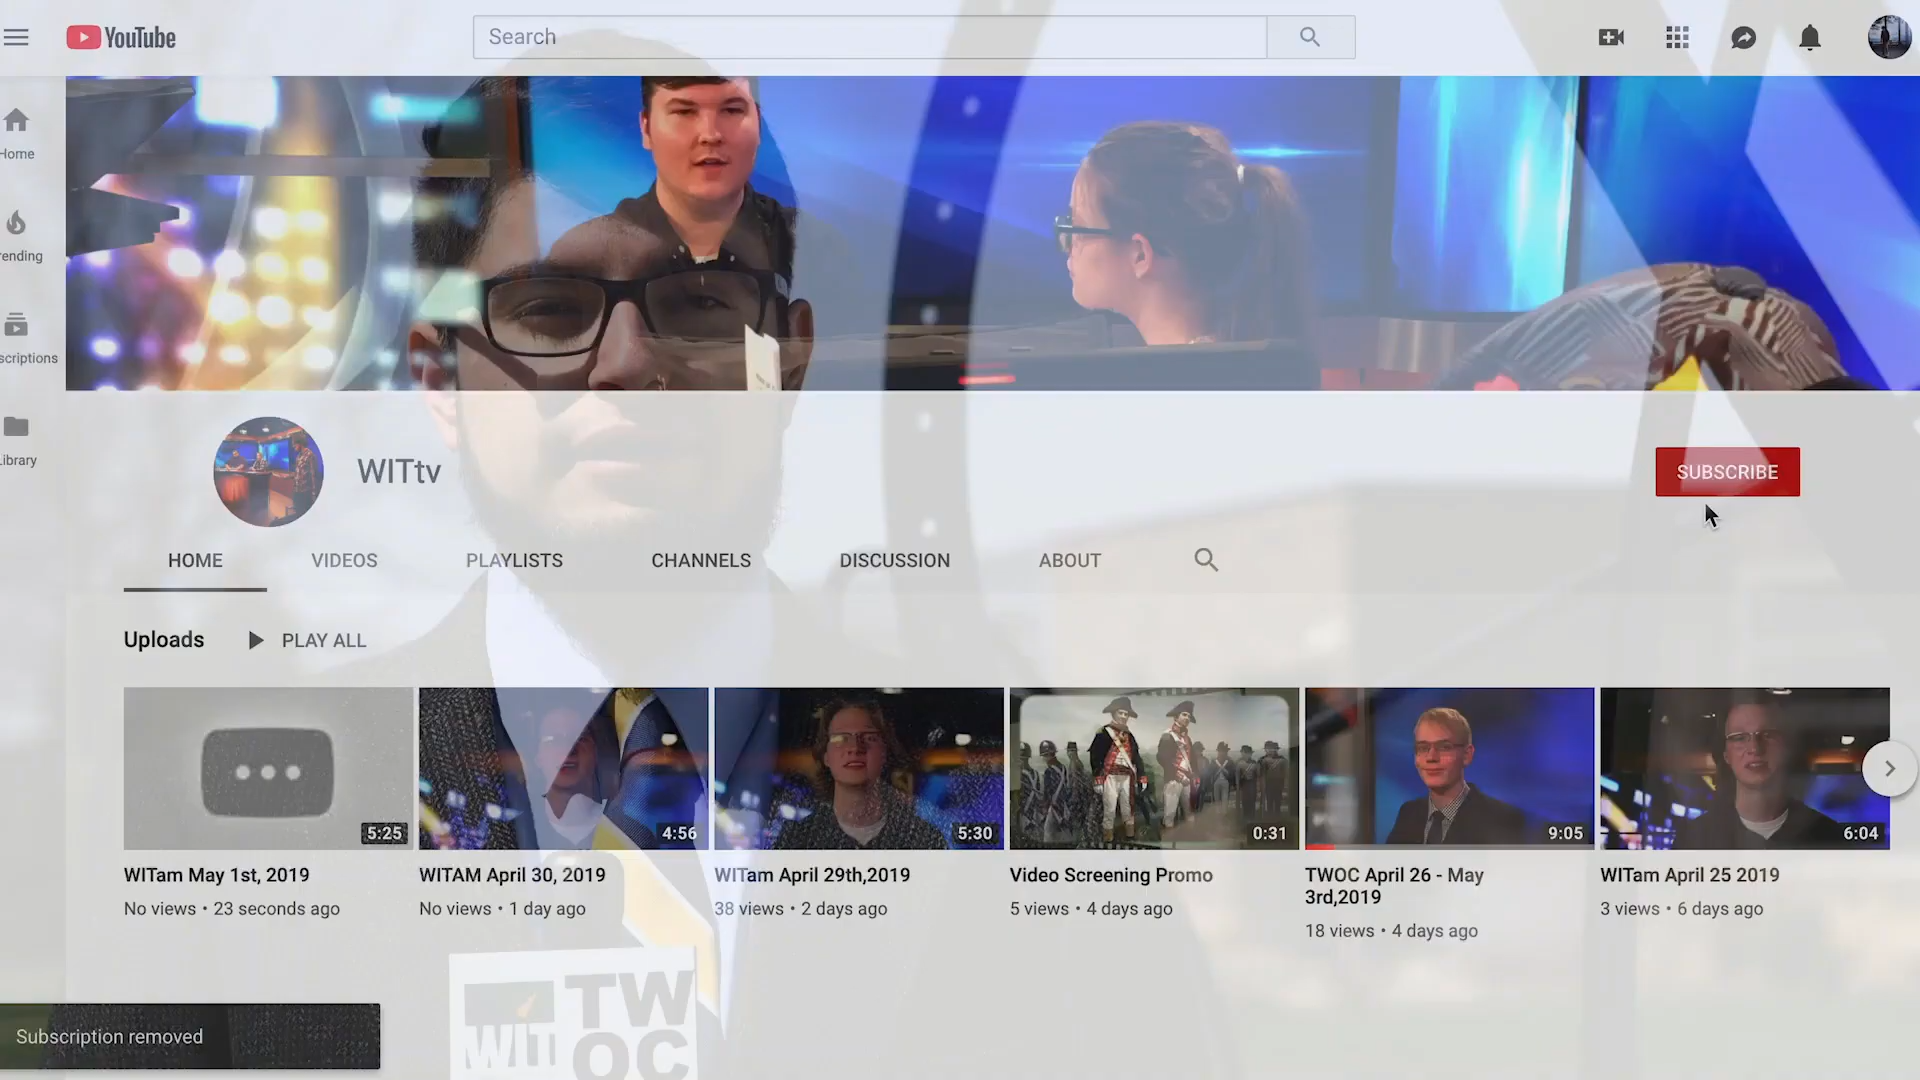 YouTube
Search
Home
rending
scriptions
Library
WITtv
SUBSCRIBE
HOME
VIDEOS
PLAYLISTS
CHANNELS
DISCUSSION
ABOUT
Uploads
PLAY ALL
5:25
4:56
5:30
0:31
9:05
6:04
WITam May 1st, 2019
No views • 23 seconds ago
WITAM April 30, 2019
No views • 1 day ago
WITam April 29th,2019
38 views • 2 days ago
Video Screening Promo
5 views • 4 days ago
TWOC April 26 - May
3rd,2019
18 views • 4 days ago
WITam April 25 2019
3 views • 6 days ago
Subscription removed
WIT
TW
OC